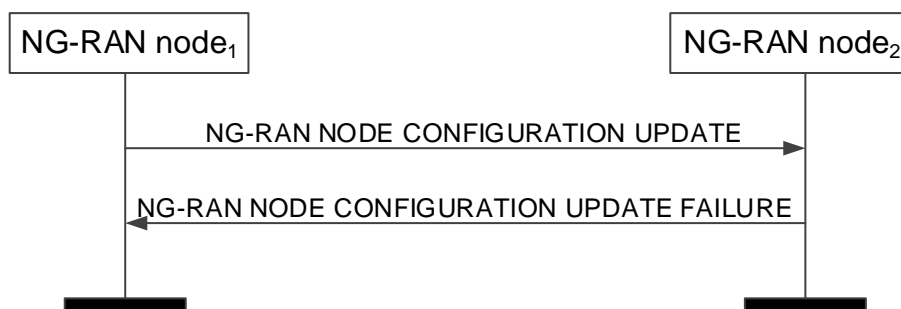 NG-RAN node₁
NG-RAN node₂
NG-RAN NODE CONFIGURATION UPDATE
NG-RAN NODE CONFIGURATION UPDATE FAILURE